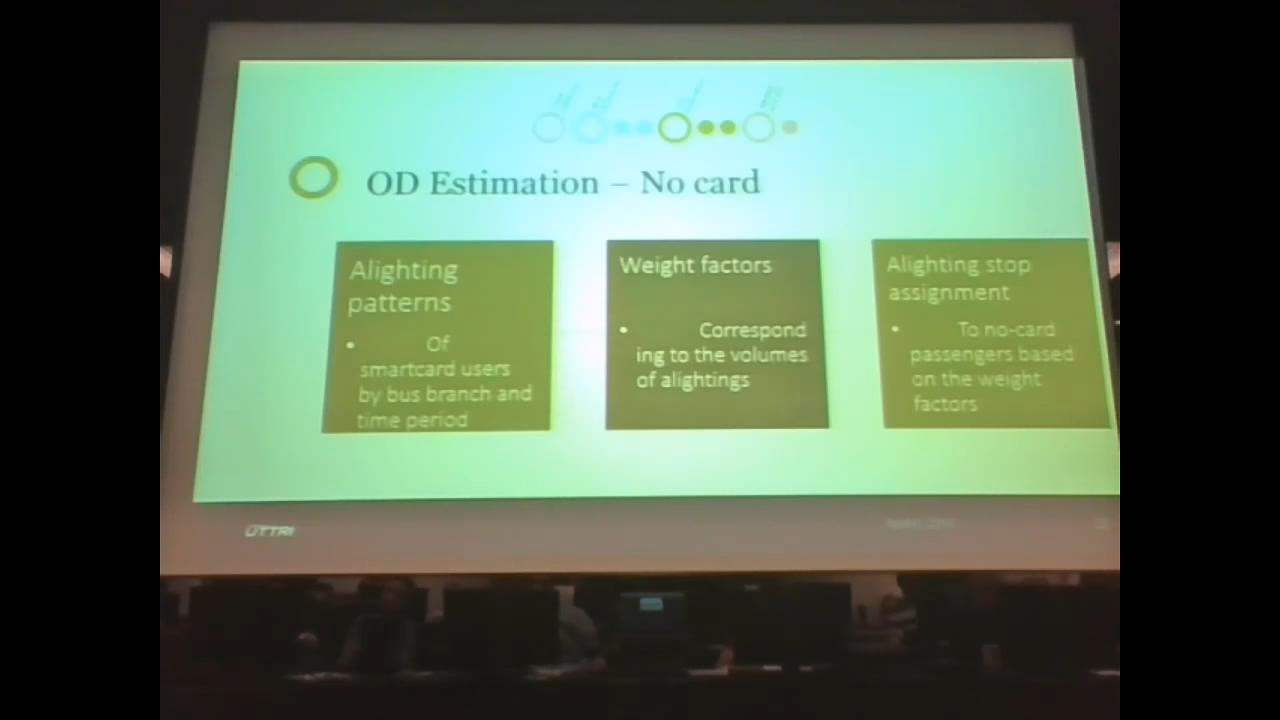 OD Estimation – No card
Alighting
patterns
• Of
smartcard users
by bus branch and
time period
Weight factors
• Correspond
ing to the volumes
of alightings
Alighting stop
assignment
• To no-card
passengers based
on the weight
factors
UTTRI